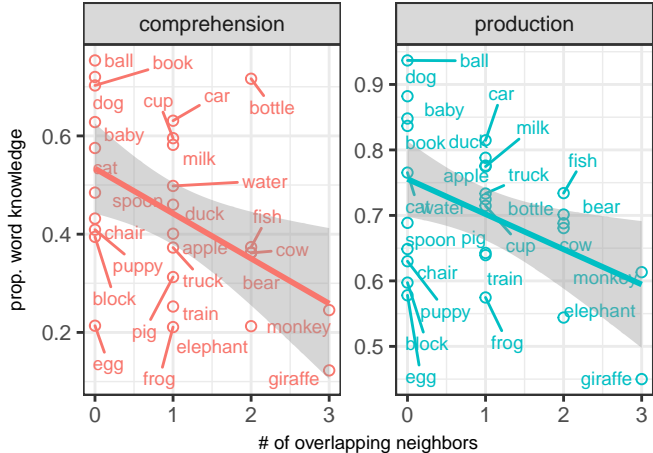 comprehension
production
prop. word knowledge
0.6
0.4
0.2
ball
book
dog
cup
car
bottle
baby
milk
cat
water
spoon
duck
fish
chair
apple
cow
puppy
truck
bear
block
train
pig
monkey
elephant
egg
frog
giraffe
0
1
2
3
0.9
0.8
0.7
0.6
0.5
ball
dog
car
baby
milk
book
duck
fish
apple
truck
cat
water
bottle
bear
spoon
pig
cup
cow
chair
train
monkey
puppy
elephant
block
frog
egg
giraffe
0
1
2
3
# of overlapping neighbors